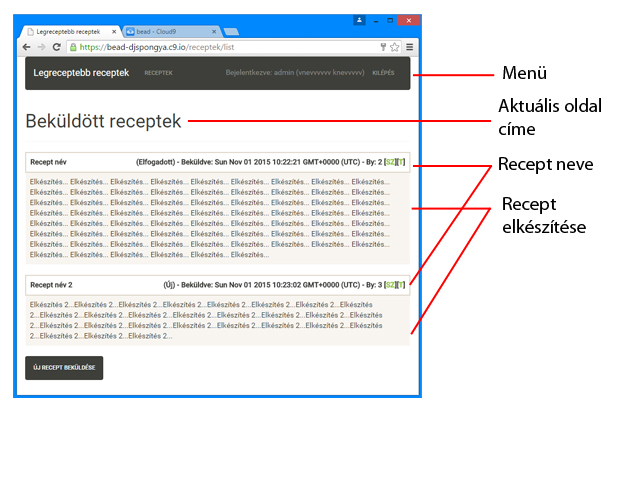 Legreceptebb receptek
bead - Cloud9
https://bead-djspongya.c9.io/receptek/list
Legreceptebb receptek
RECEPTEK
Bejelentkezve: admin (vnevvvvvv knevvvvv)
KILÉPÉS
Menü
Beküldött receptek
Aktuális oldal
címe
Recept név
(Elfogadott) - Beküldve: Sun Nov 01 2015 10:22:21 GMT+0000 (UTC) - By: 2 [SZ][T]
Recept neve
Elkészítés... Elkészítés... Elkészítés... Elkészítés... Elkészítés... Elkészítés... Elkészítés... Elkészítés... Elkészítés...
Elkészítés... Elkészítés... Elkészítés... Elkészítés... Elkészítés... Elkészítés... Elkészítés... Elkészítés... Elkészítés...
Elkészítés... Elkészítés... Elkészítés... Elkészítés... Elkészítés... Elkészítés... Elkészítés... Elkészítés... Elkészítés...
Elkészítés... Elkészítés... Elkészítés... Elkészítés... Elkészítés... Elkészítés... Elkészítés... Elkészítés... Elkészítés...
Elkészítés... Elkészítés... Elkészítés... Elkészítés... Elkészítés... Elkészítés... Elkészítés... Elkészítés... Elkészítés...
Elkészítés... Elkészítés... Elkészítés... Elkészítés... Elkészítés... Elkészítés... Elkészítés... Elkészítés... Elkészítés...
Elkészítés... Elkészítés... Elkészítés... Elkészítés... Elkészítés... Elkészítés... Elkészítés... Elkészítés... Elkészítés...
Elkészítés... Elkészítés... Elkészítés... Elkészítés... Elkészítés... Elkészítés...
Recept
elkészítése
Recept név 2
(Új) - Beküldve: Sun Nov 01 2015 10:23:02 GMT+0000 (UTC) - By: 3 [SZ][T]
Elkészítés 2...Elkészítés 2...Elkészítés 2...Elkészítés 2...Elkészítés 2...Elkészítés 2...Elkészítés 2...Elkészítés
2...Elkészítés 2...Elkészítés 2...Elkészítés 2...Elkészítés 2...Elkészítés 2...Elkészítés 2...Elkészítés 2...Elkészítés
2...Elkészítés 2...Elkészítés 2...Elkészítés 2...Elkészítés 2...Elkészítés 2...Elkészítés 2...Elkészítés 2...Elkészítés
2...Elkészítés 2...Elkészítés 2...Elkészítés 2...
ÚJ RECEPT BEKÜLDÉSE